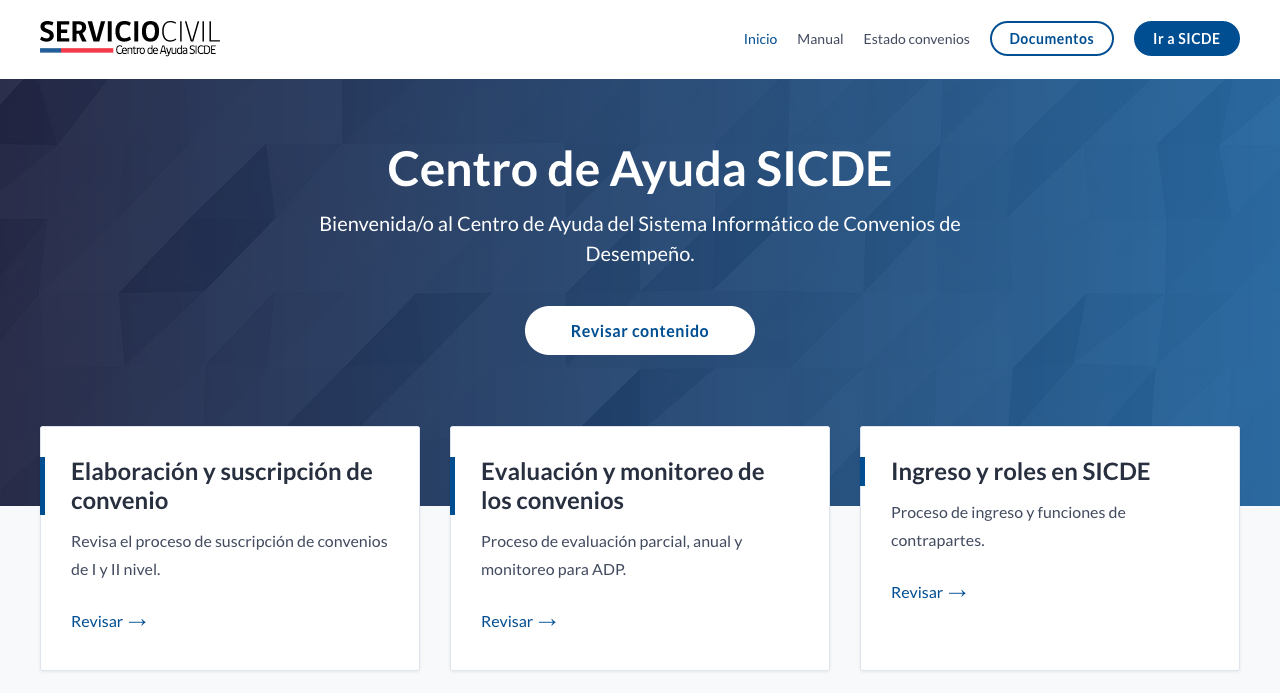 SERVICIOCIVIL
Centro de Ayuda SICDE
Inicio
Manual
Estado convenios
Documentos
Ir a SICDE
Centro de Ayuda SICDE
Bienvenida/o al Centro de Ayuda del Sistema Informático de Convenios de
Desempeño.
Revisar contenido
Elaboración y suscripción de
convenio
Revisa el proceso de suscripción de convenios
de I y II nivel.
Revisar →
Evaluación y monitoreo de
los convenios
Proceso de evaluación parcial, anual y
monitoreo para ADP.
Revisar →
Ingreso y roles en SICDE
Proceso de ingreso y funciones de
contrapartes.
Revisar →